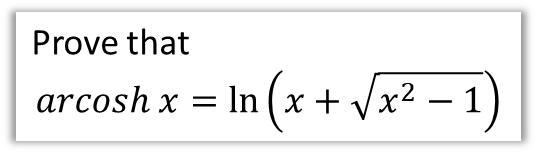 Prove that
arcosh x = ln(x + √(x² − 1))